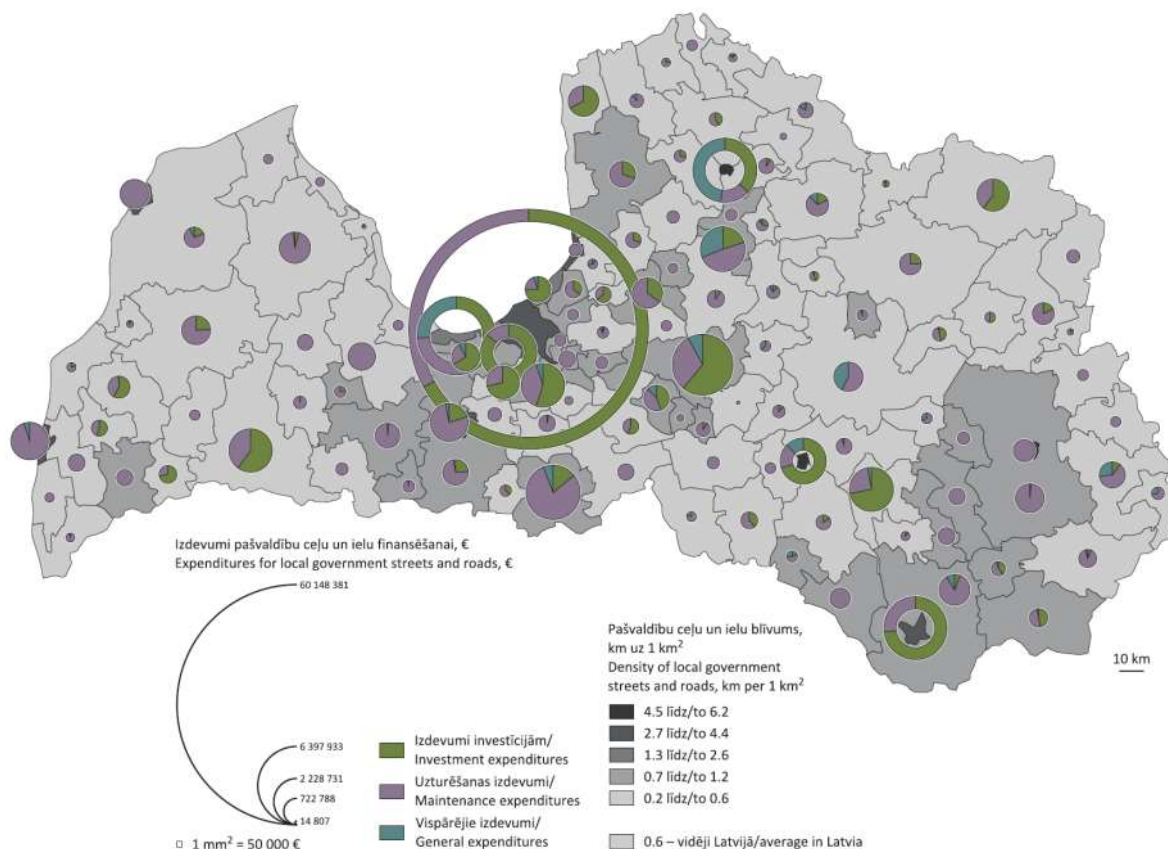 10 km
Izdevumi pašvaldību ceļu un ielu finansēšanai, €
Expenditures for local government streets and roads, €
60 148 381
6 397 933
2 228 731
722 788
14 807
1 mm² = 50 000 €
Izdevumi investīcijām/
Investment expenditures
Uzturēšanas izdevumi/
Maintenance expenditures
Vispārējie izdevumi/
General expenditures
Pašvaldību ceļu un ielu blīvums,
km uz 1 km²
Density of local government
streets and roads, km per 1 km²
4.5 līdz/to 6.2
2.7 līdz/to 4.4
1.3 līdz/to 2.6
0.7 līdz/to 1.2
0.2 līdz/to 0.6
0.6 – vidēji Latvijā/average in Latvia